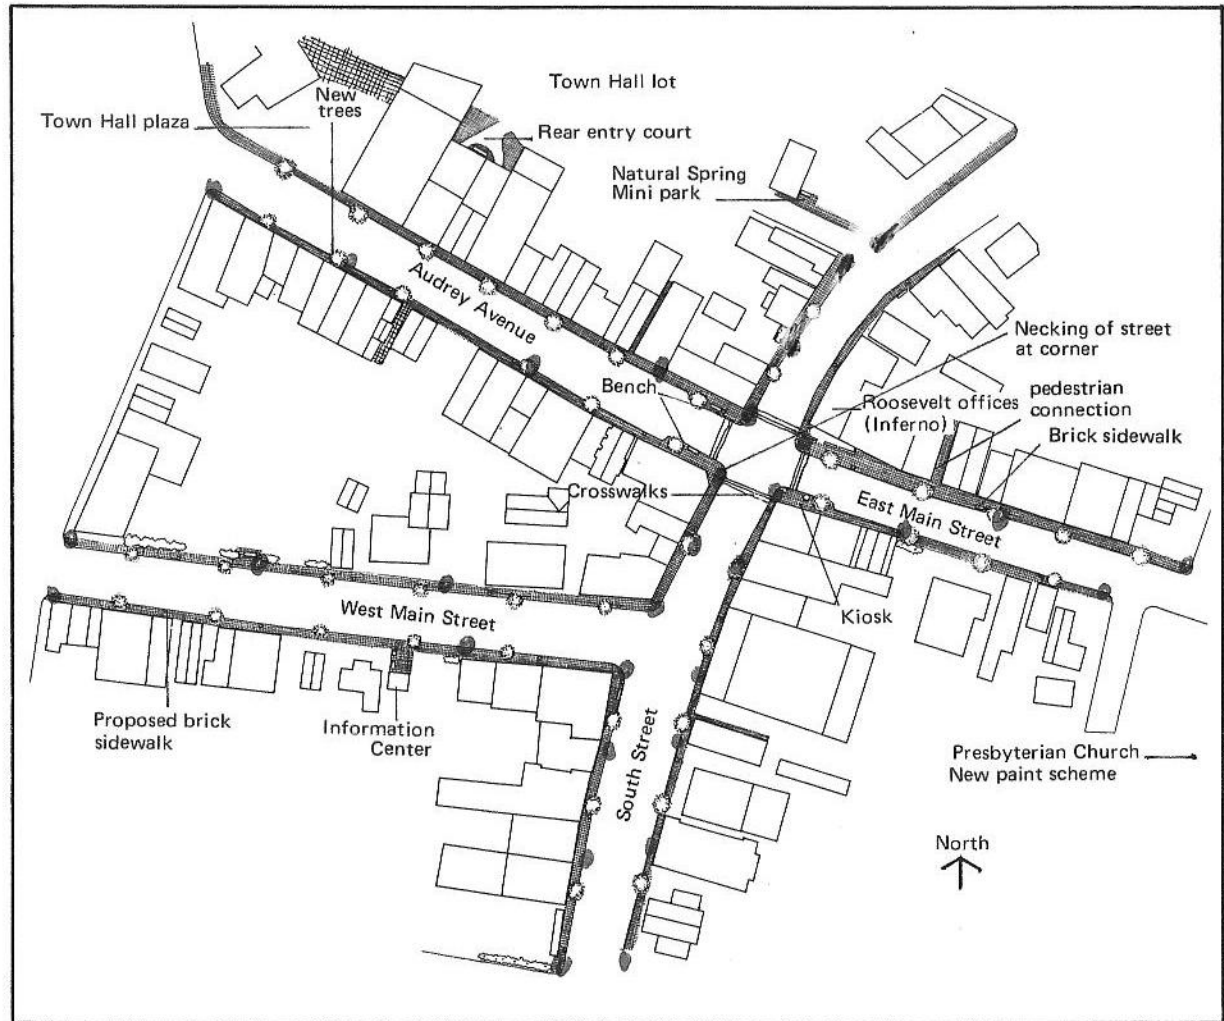 Town Hall lot
New
trees
Town Hall plaza
Rear entry court
Natural Spring
Mini park
Audrey Avenue
Necking of street
at corner
Bench
pedestrian
connection
Roosevelt offices
(Inferno)
Brick sidewalk
Crosswalks
East Main Street
West Main Street
Kiosk
Proposed brick
sidewalk
Information
Center
South Street
Presbyterian Church
New paint scheme
North